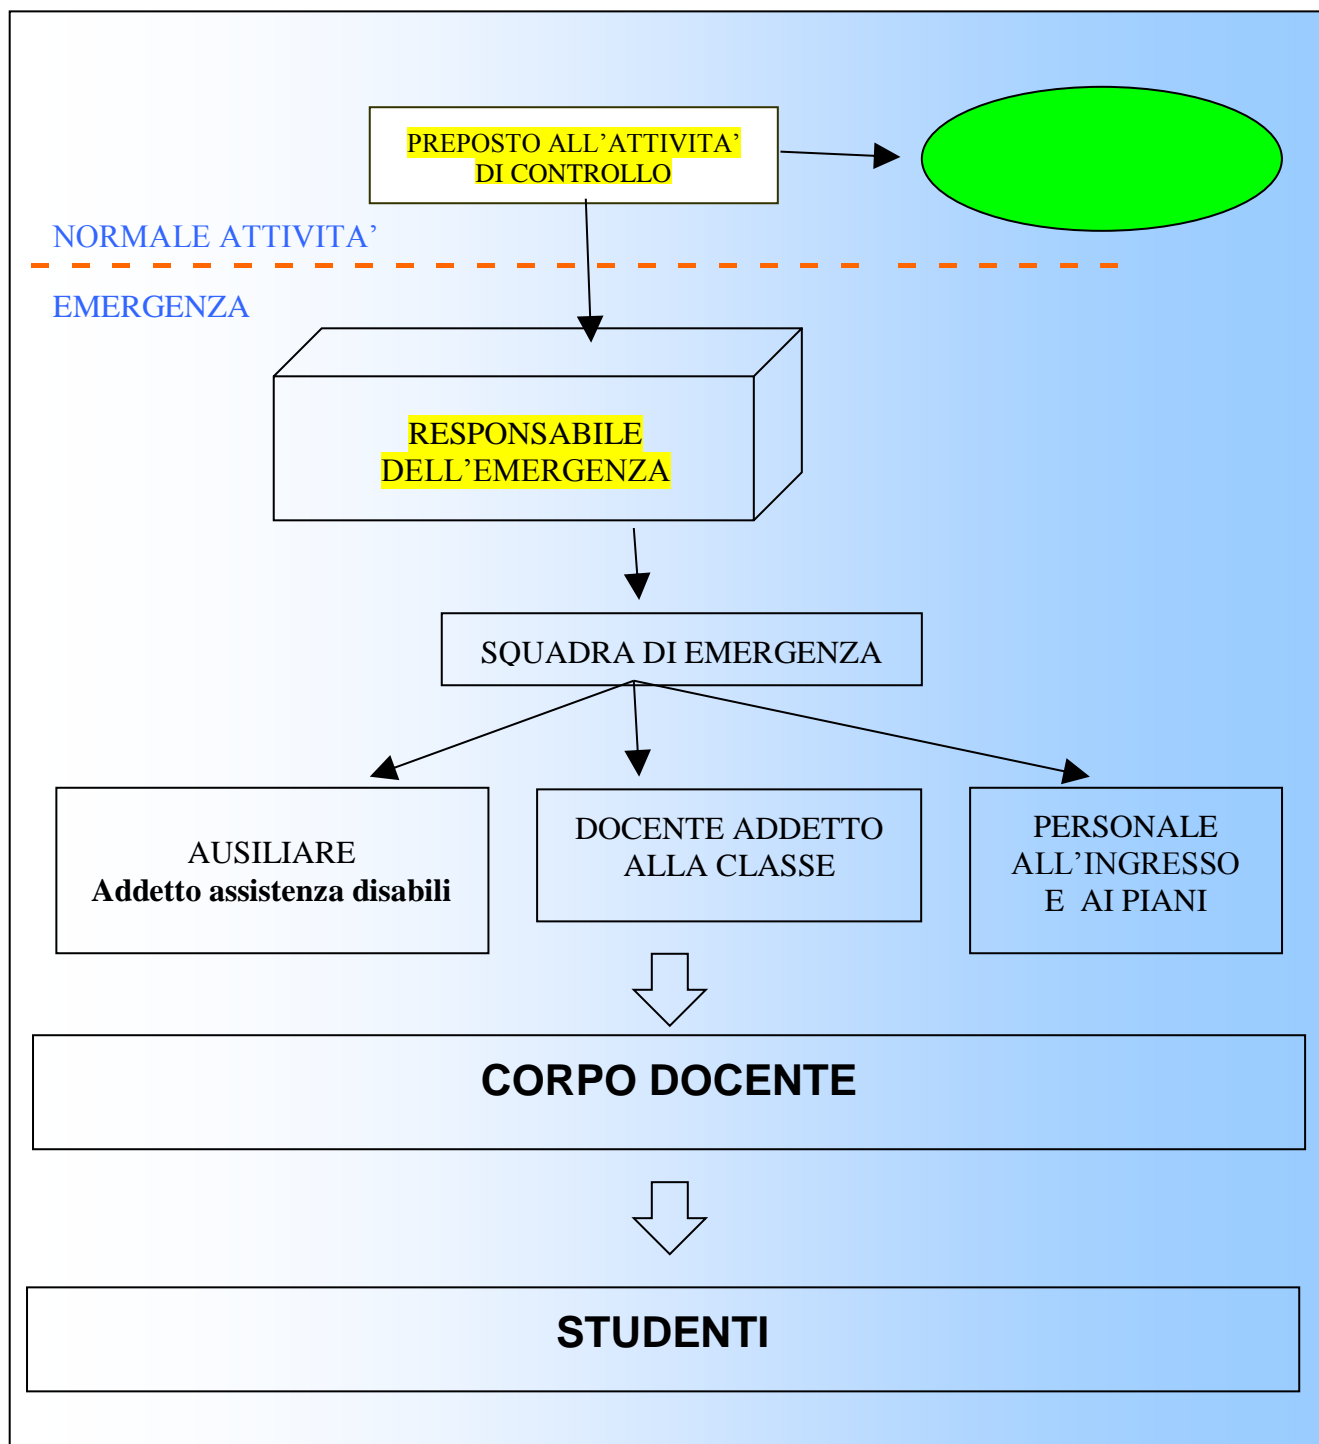 PREPOSTO ALL’ATTIVITA’
DI CONTROLLO
NORMALE ATTIVITA’
EMERGENZA
RESPONSABILE
DELL’EMERGENZA
SQUADRA DI EMERGENZA
AUSILIARE
Addetto assistenza disabili
DOCENTE ADDETTO
ALLA CLASSE
PERSONALE
ALL’INGRESSO
E AI PIANI
CORPO DOCENTE
STUDENTI